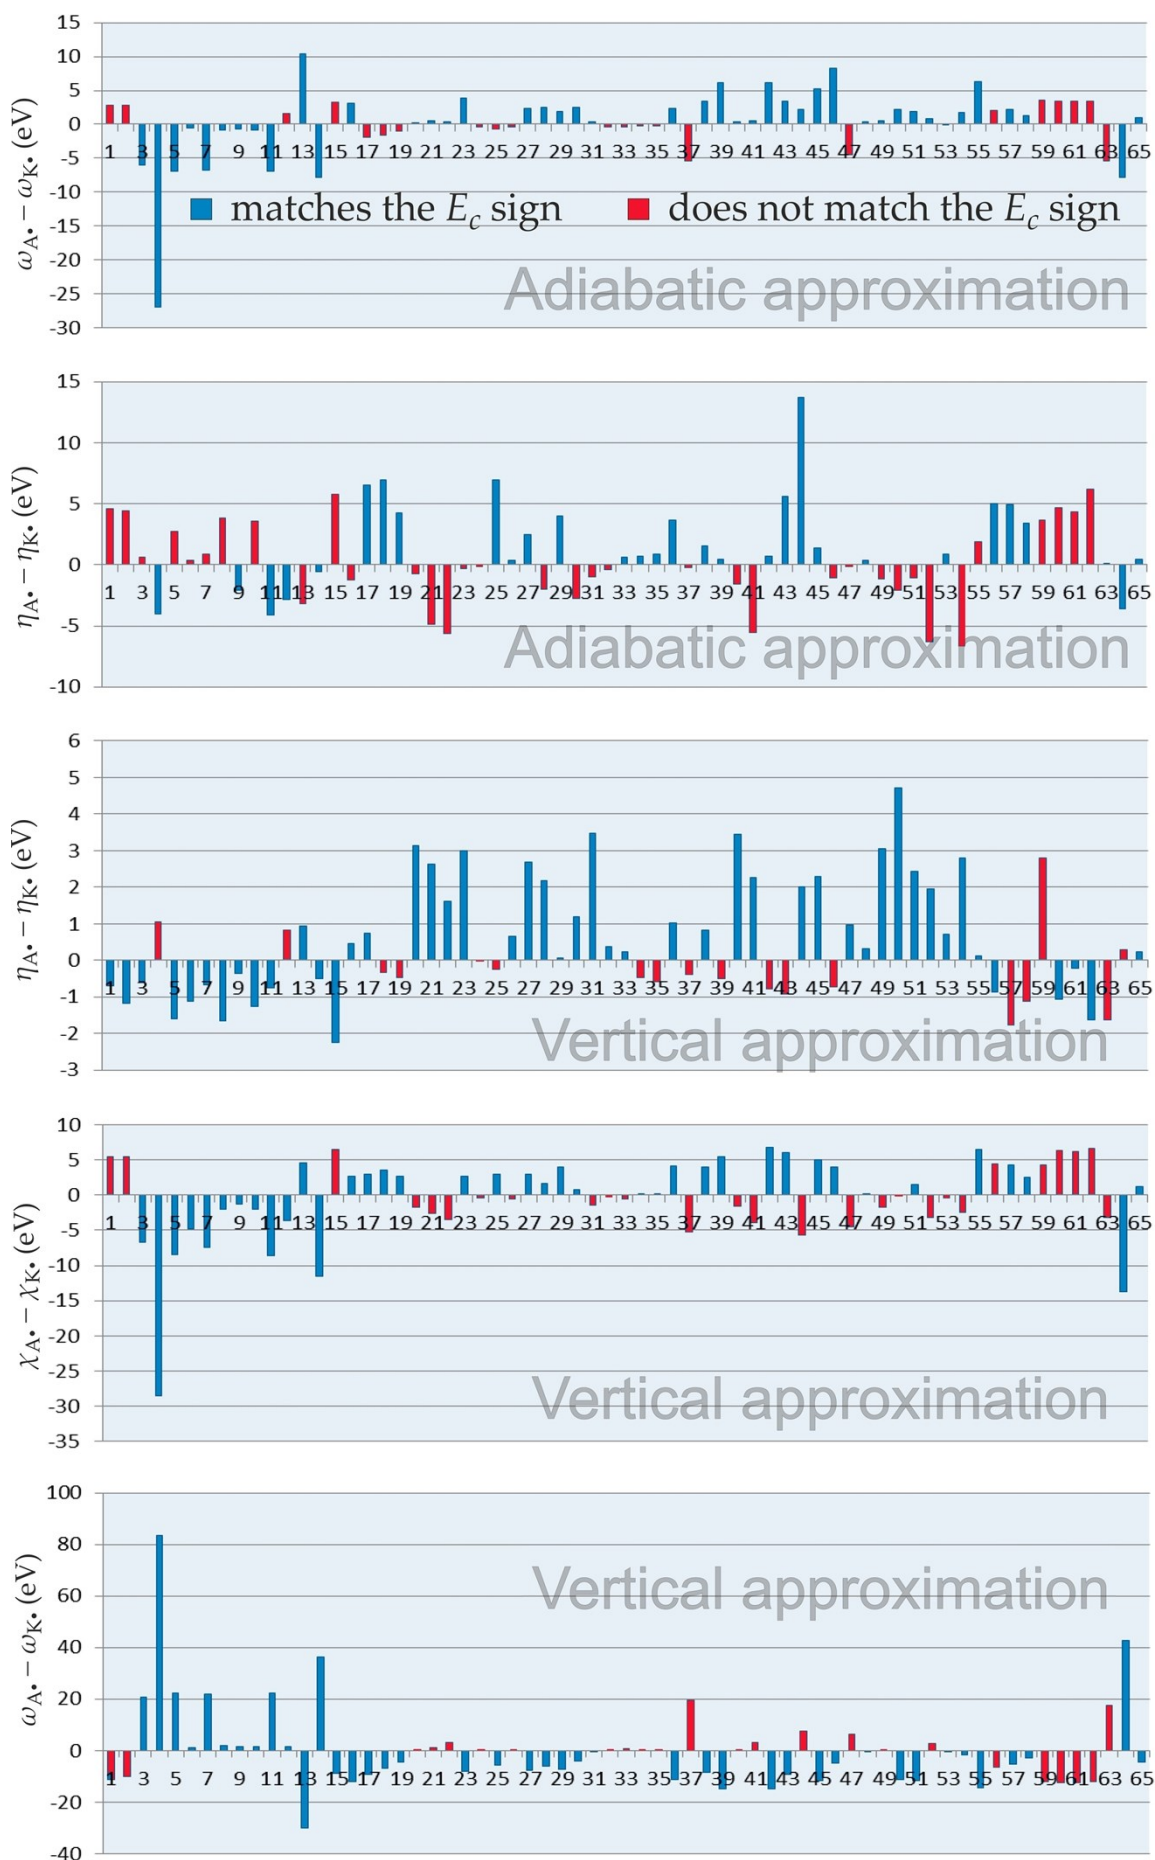 15
10
5
0
-5
-10
-15
-20
-25
-30
ω_A• − ω_K• (eV)
1 3 5 7 9 11 13 15 17 19 21 23 25 27 29 31 33 35 37 39 41 43 45 47 49 51 53 55 57 59 61 63 65
matches the E_c sign does not match the E_c sign
Adiabatic approximation
15
10
5
0
-5
-10
η_A• − η_K• (eV)
1 3 5 7 9 11 13 15 17 19 21 23 25 27 29 31 33 35 37 39 41 43 45 47 49 51 53 55 57 59 61 63 65
Adiabatic approximation
6
5
4
3
2
1
0
-1
-2
-3
η_A• − η_K• (eV)
1 3 5 7 9 11 13 15 17 19 21 23 25 27 29 31 33 35 37 39 41 43 45 47 49 51 53 55 57 59 61 63 65
Vertical approximation
10
5
0
-5
-10
-15
-20
-25
-30
-35
χ_A• − χ_K• (eV)
1 3 5 7 9 11 13 15 17 19 21 23 25 27 29 31 33 35 37 39 41 43 45 47 49 51 53 55 57 59 61 63 65
Vertical approximation
100
80
60
40
20
0
-20
-40
ω_A• − ω_K• (eV)
Vertical approximation
1 3 5 7 9 11 13 15 17 19 21 23 25 27 29 31 33 35 37 39 41 43 45 47 49 51 53 55 57 59 61 63 65